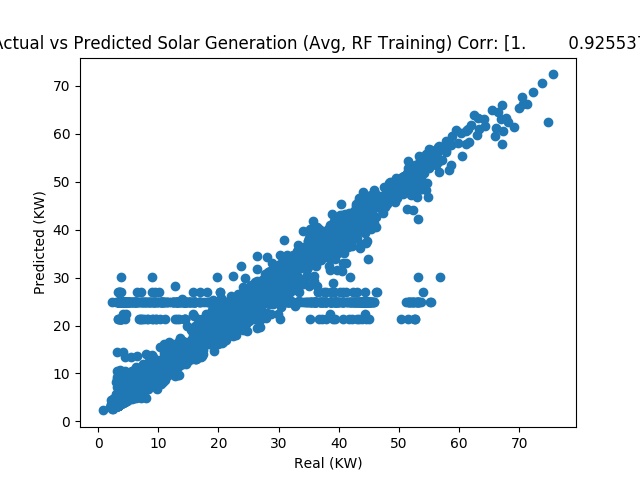 Actual vs Predicted Solar Generation (Avg, RF Training) Corr: [1. 0.925537
70
60
50
40
30
20
10
0
Predicted (KW)
0 10 20 30 40 50 60 70
Real (KW)